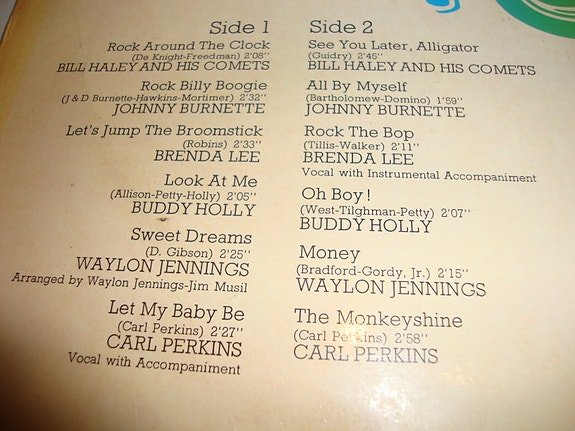 Side 1
Rock Around The Clock
(De Knight-Freedman) 2'08"
BILL HALEY AND HIS COMETS
Rock Billy Boogie
(J & D Burnette-Hawkins-Mortimer) 2'32"
JOHNNY BURNETTE
Let's Jump The Broomstick
(Robins) 2'33"
BRENDA LEE
Look At Me
(Allison-Petty-Holly) 2'05"
BUDDY HOLLY
Sweet Dreams
(D. Gibson) 2'25"
WAYLON JENNINGS
Arranged by Waylon Jennings-Jim Musil
Let My Baby Be
(Carl Perkins) 2'27"
CARL PERKINS
Vocal with Accompaniment
Side 2
See You Later, Alligator
(Guidry) 2'45"
BILL HALEY AND HIS COMETS
All By Myself
(Bartholomew-Domino) 1'59"
JOHNNY BURNETTE
Rock The Bop
(Tillis-Walker) 2'11"
BRENDA LEE
Vocal with Instrumental Accompaniment
Oh Boy!
(West-Tilghman-Petty) 2'07"
BUDDY HOLLY
Money
(Bradford-Gordy, Jr.) 2'15"
WAYLON JENNINGS
The Monkeyshine
(Carl Perkins) 2'58"
CARL PERKINS